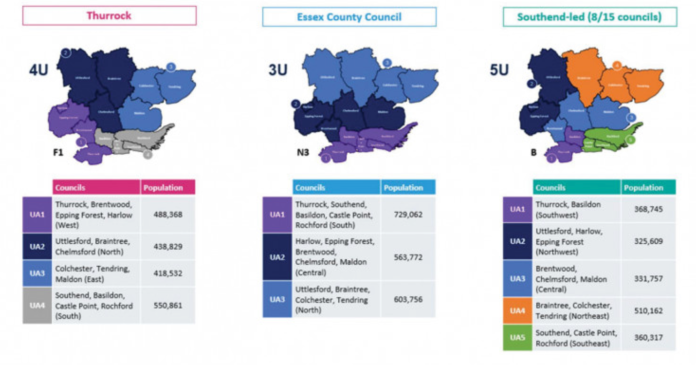 Thurrock
Essex County Council
Southend-led (8/15 councils)
4U
F1
3U
N3
5U
B
Councils Population
UA1 Thurrock, Brentwood,
Epping Forest, Harlow
(West) 488,368
UA2 Uttlesford, Braintree,
Chelmsford (North) 438,829
UA3 Colchester, Tendring,
Maldon (East) 418,532
UA4 Southend, Basildon,
Castle Point, Rochford
(South) 550,861
Councils Population
UA1 Thurrock, Southend,
Basildon, Castle Point,
Rochford (South) 729,062
UA2 Harlow, Epping Forest,
Brentwood,
Chelmsford, Maldon
(Central) 563,772
UA3 Uttlesford, Braintree,
Colchester, Tendring
(North) 603,756
Councils Population
UA1 Thurrock, Basildon
(Southwest) 368,745
UA2 Uttlesford, Harlow,
Epping Forest
(Northwest) 325,609
UA3 Brentwood,
Chelmsford, Maldon
(Central) 331,757
UA4 Braintree, Colchester,
Tendring (Northeast) 510,162
UA5 Southend, Castle Point,
Rochford (Southeast) 360,317